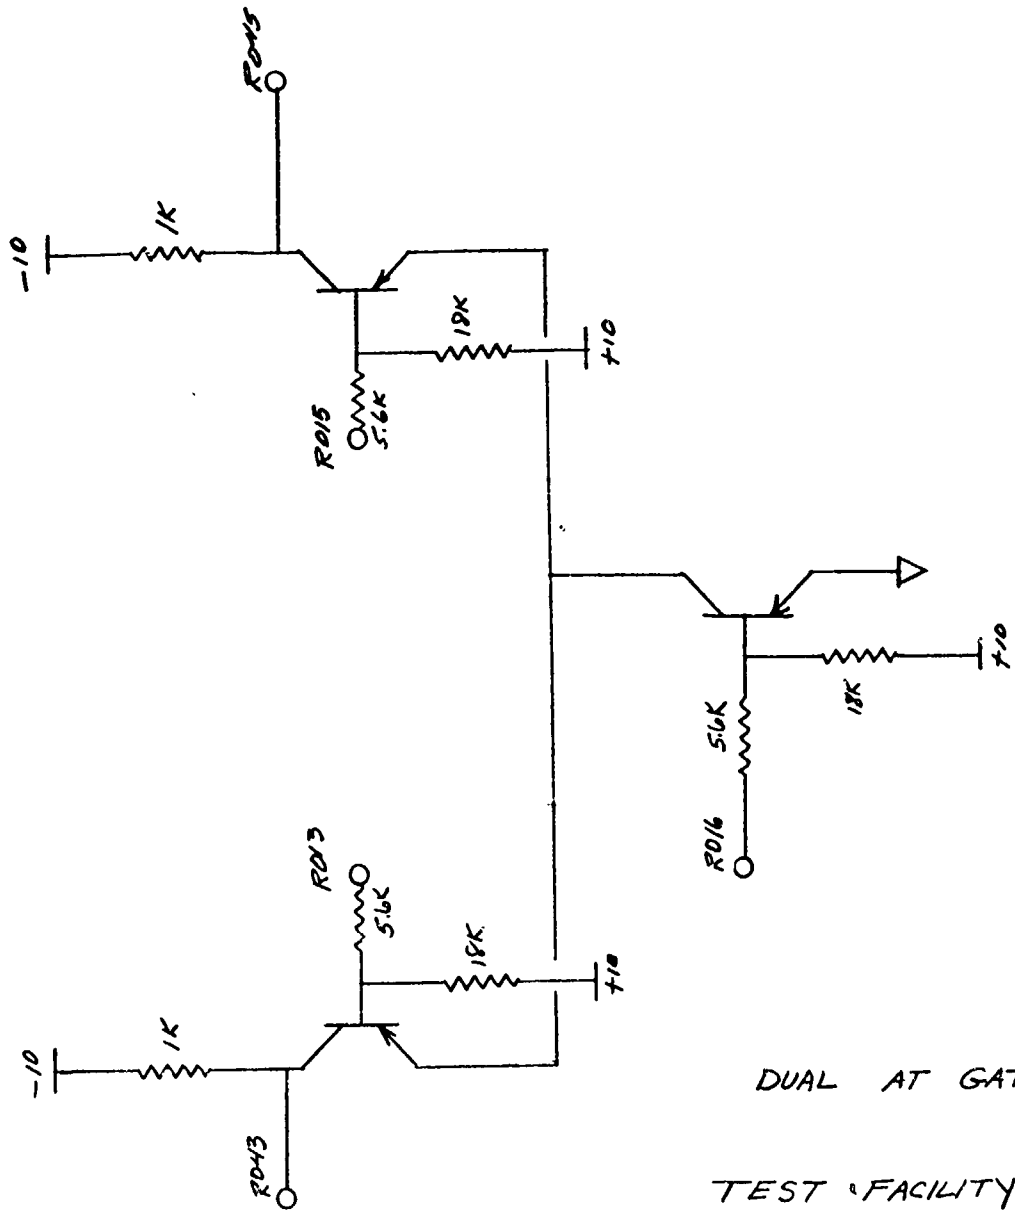 -10
1K
R045
R015
5.6K
18K
+10
5.6K
R016
18K
+10
R013
5.6K
18K
+10
-10
1K
R043
DUAL AT GAT
TEST FACILITY